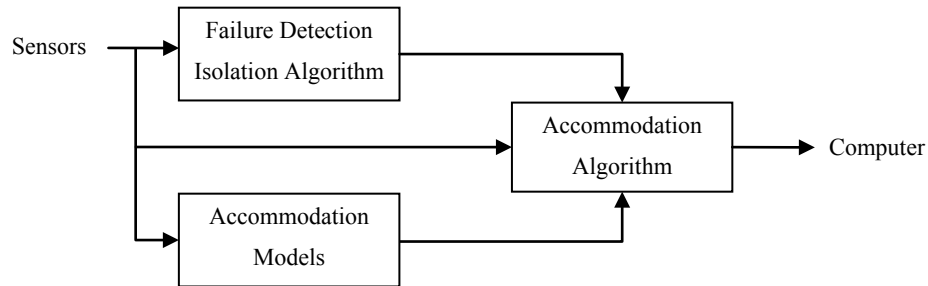 Sensors
Failure Detection
Isolation Algorithm
Accommodation
Algorithm
Computer
Accommodation
Models